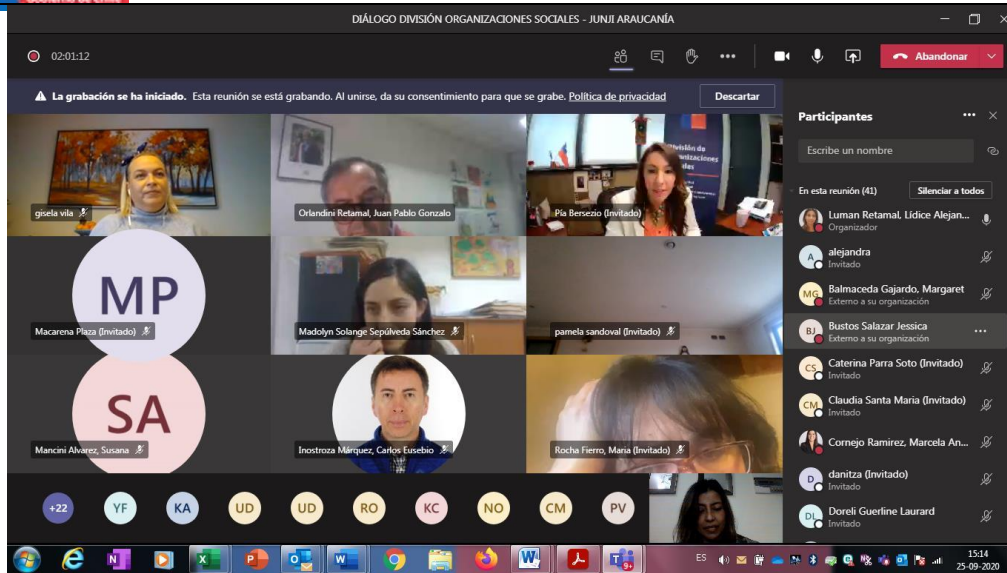 DIÁLOGO DIVISIÓN ORGANIZACIONES SOCIALES - JUNJI ARAUCANÍA
02:01:12
Abandonar
La grabación se ha iniciado. Esta reunión se está grabando. Al unirse, da su consentimiento para que se grabe. Política de privacidad
Descartar
Participantes
Escribe un nombre
En esta reunión (41)
Silenciar a todos
gisela vila
Orlandini Retamal, Juan Pablo Gonzalo
Pía Bersezio (Invitado)
MP
Macarena Plaza (Invitado)
Madolyn Solange Sepúlveda Sánchez
pamela sandoval (Invitado)
SA
Mancini Alvarez, Susana
Inostroza Márquez, Carlos Eusebio
Rocha Fierro, Maria (Invitado)
Luman Retamal, Lídice Alejan...
Organizador
A
alejandra
Invitado
MG
Balmaceda Gajardo, Margaret
Externo a su organización
BJ
Bustos Salazar Jessica
Externo a su organización
CS
Caterina Parra Soto (Invitado)
Invitado
CM
Claudia Santa Maria (Invitado)
Invitado
Cornejo Ramirez, Marcela An...
D
danitza (Invitado)
Invitado
DL
Doreli Guerline Laurard
Invitado
+22
YF
KA
UD
UD
RO
KC
NO
CM
PV
ES
15:14
25-09-2020